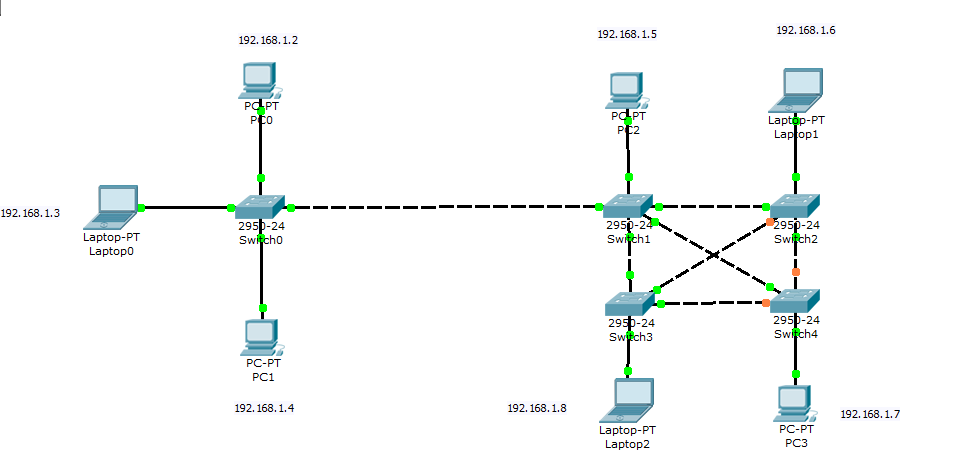 192.168.1.2
PC-PT
PC0
192.168.1.5
PC-PT
PC2
192.168.1.6
Laptop-PT
Laptop1
192.168.1.3
Laptop-PT
Laptop0
2950-24
Switch0
2950-24
Switch1
2950-24
Switch2
PC-PT
PC1
192.168.1.4
2950-24
Switch3
2950-24
Switch4
192.168.1.8
Laptop-PT
Laptop2
PC-PT
PC3
192.168.1.7